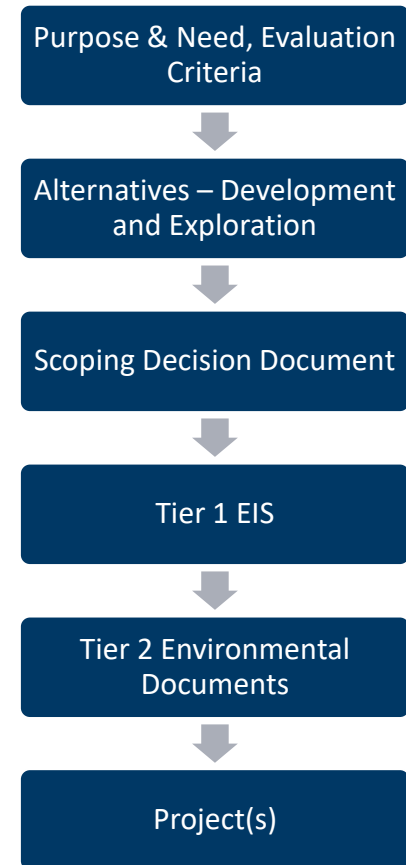 Purpose & Need, Evaluation
Criteria
Alternatives – Development
and Exploration
Scoping Decision Document
Tier 1 EIS
Tier 2 Environmental
Documents
Project(s)